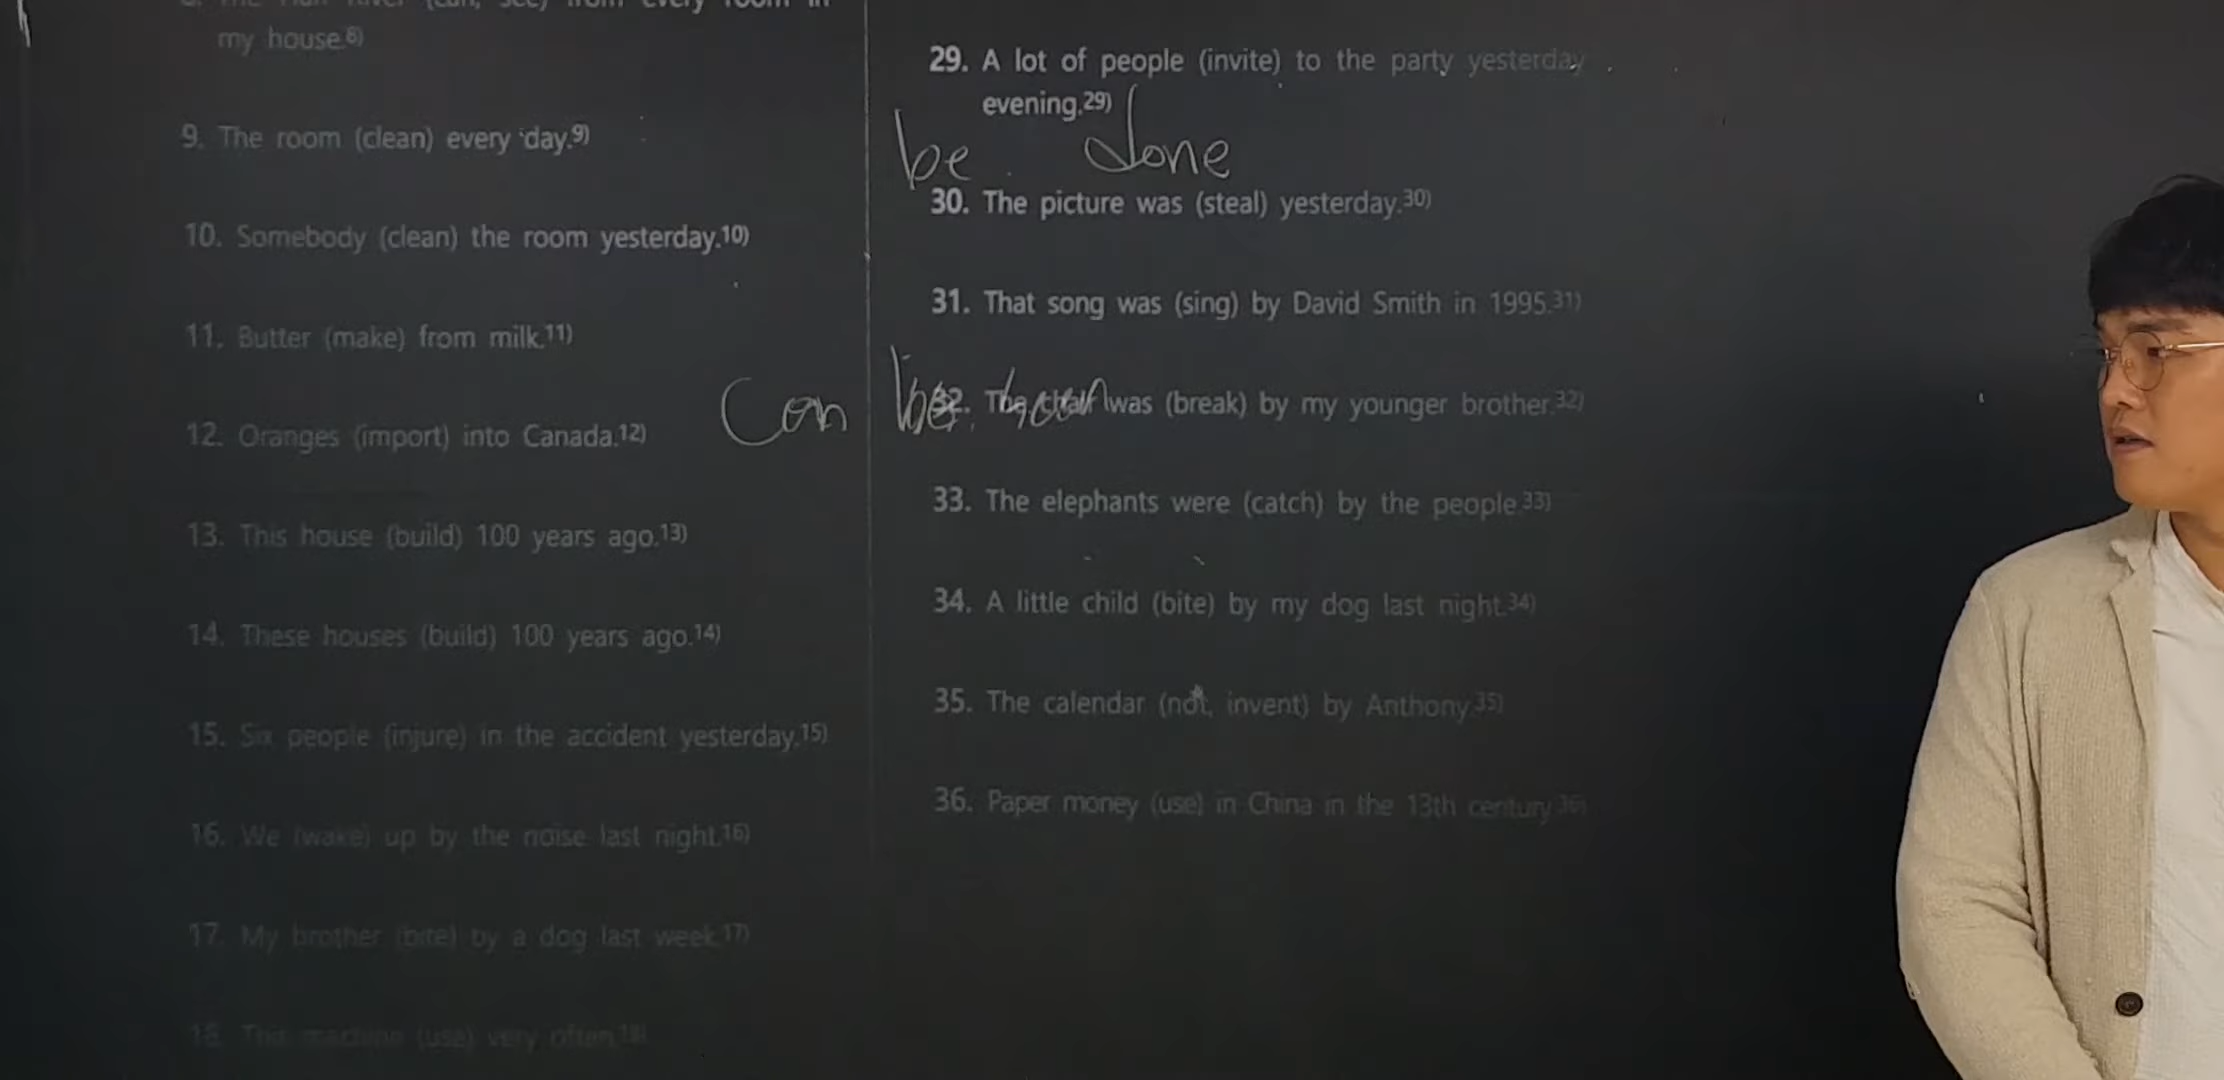 my house.8)
9. The room (clean) every day.9)
10. Somebody (clean) the room yesterday.10)
11. Butter (make) from milk.11)
12. Oranges (import) into Canada.12)
13. This house (build) 100 years ago.13)
14. These houses (build) 100 years ago.14)
15. Six people (injure) in the accident yesterday.15)
16. We (wake) up by the noise last night.16)
17. My brother (bite) by a dog last week.17)
18. This machine (use) very often.18)
29. A lot of people (invite) to the party yesterday
evening.29)
be done
30. The picture was (steal) yesterday.30)
31. That song was (sing) by David Smith in 1995.31)
can be
32. The chair was (break) by my younger brother.32)
33. The elephants were (catch) by the people.33)
34. A little child (bite) by my dog last night.34)
35. The calendar (not, invent) by Anthony.35)
36. Paper money (use) in China in the 13th century.36)